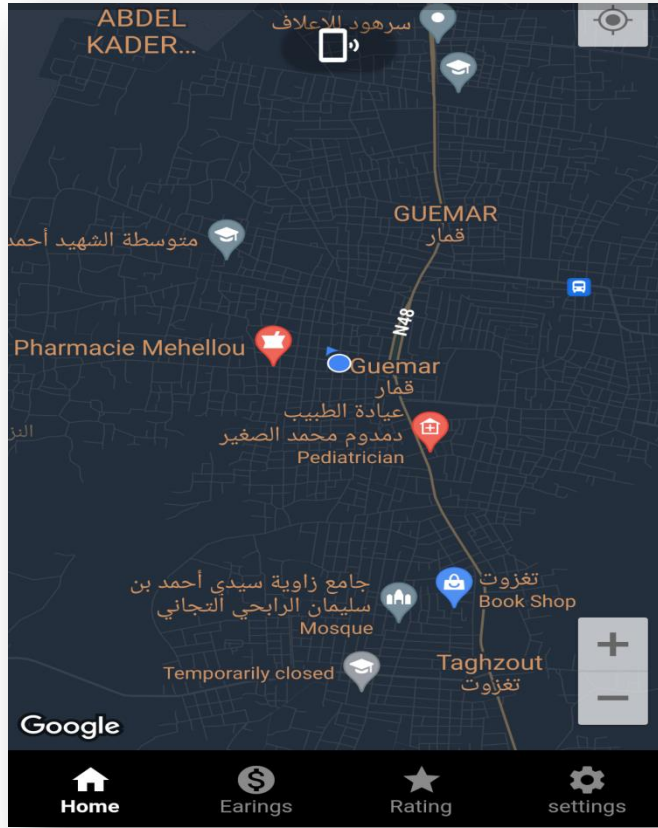 ABDEL
KADER...
سرهود للاعلاف
GUEMAR
قمار
متوسطة الشهيد أحمد
N48
Pharmacie Mehellou
Guemar
قمار
عيادة الطبيب
دمدوم محمد الصغير
Pediatrician
النز
جامع زاوية سيدي أحمد بن
سليمان الرابحي التجاني
Mosque
تغزوت
Book Shop
Temporarily closed
Taghzout
تغزوت
+
−
Google
Home
Earings
Rating
settings